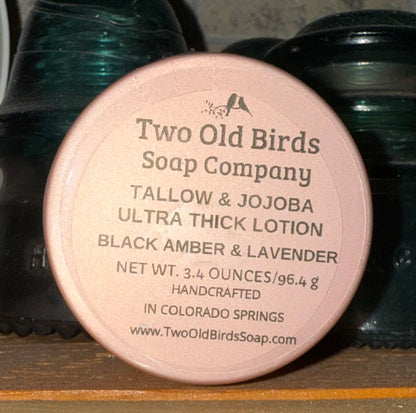 Two Old Birds
Soap Company
TALLOW & JOJOBA
ULTRA THICK LOTION
BLACK AMBER & LAVENDER
NET WT. 3.4 OUNCES/96.4 g
HANDCRAFTED
IN COLORADO SPRINGS
www.TwoOldBirdsSoap.com